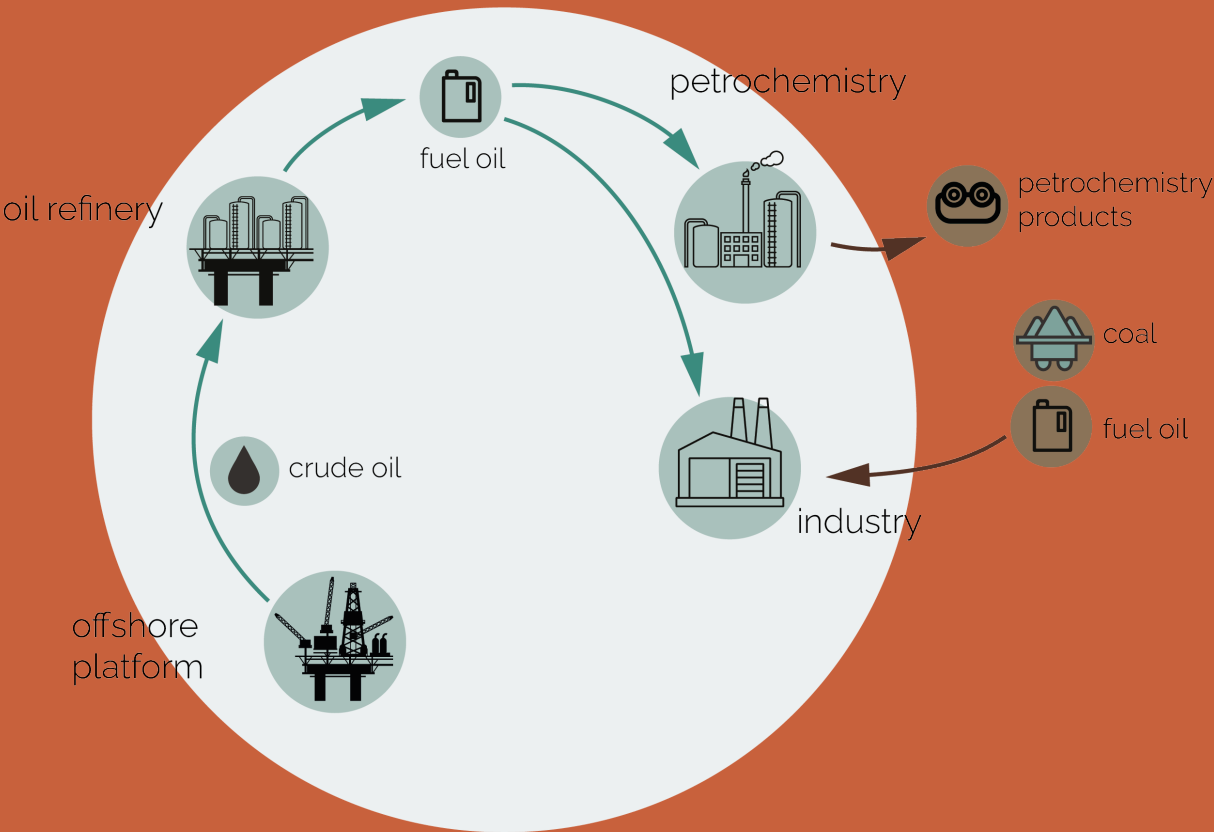 petrochemistry
fuel oil
oil refinery
petrochemistry
products
coal
fuel oil
crude oil
industry
offshore
platform